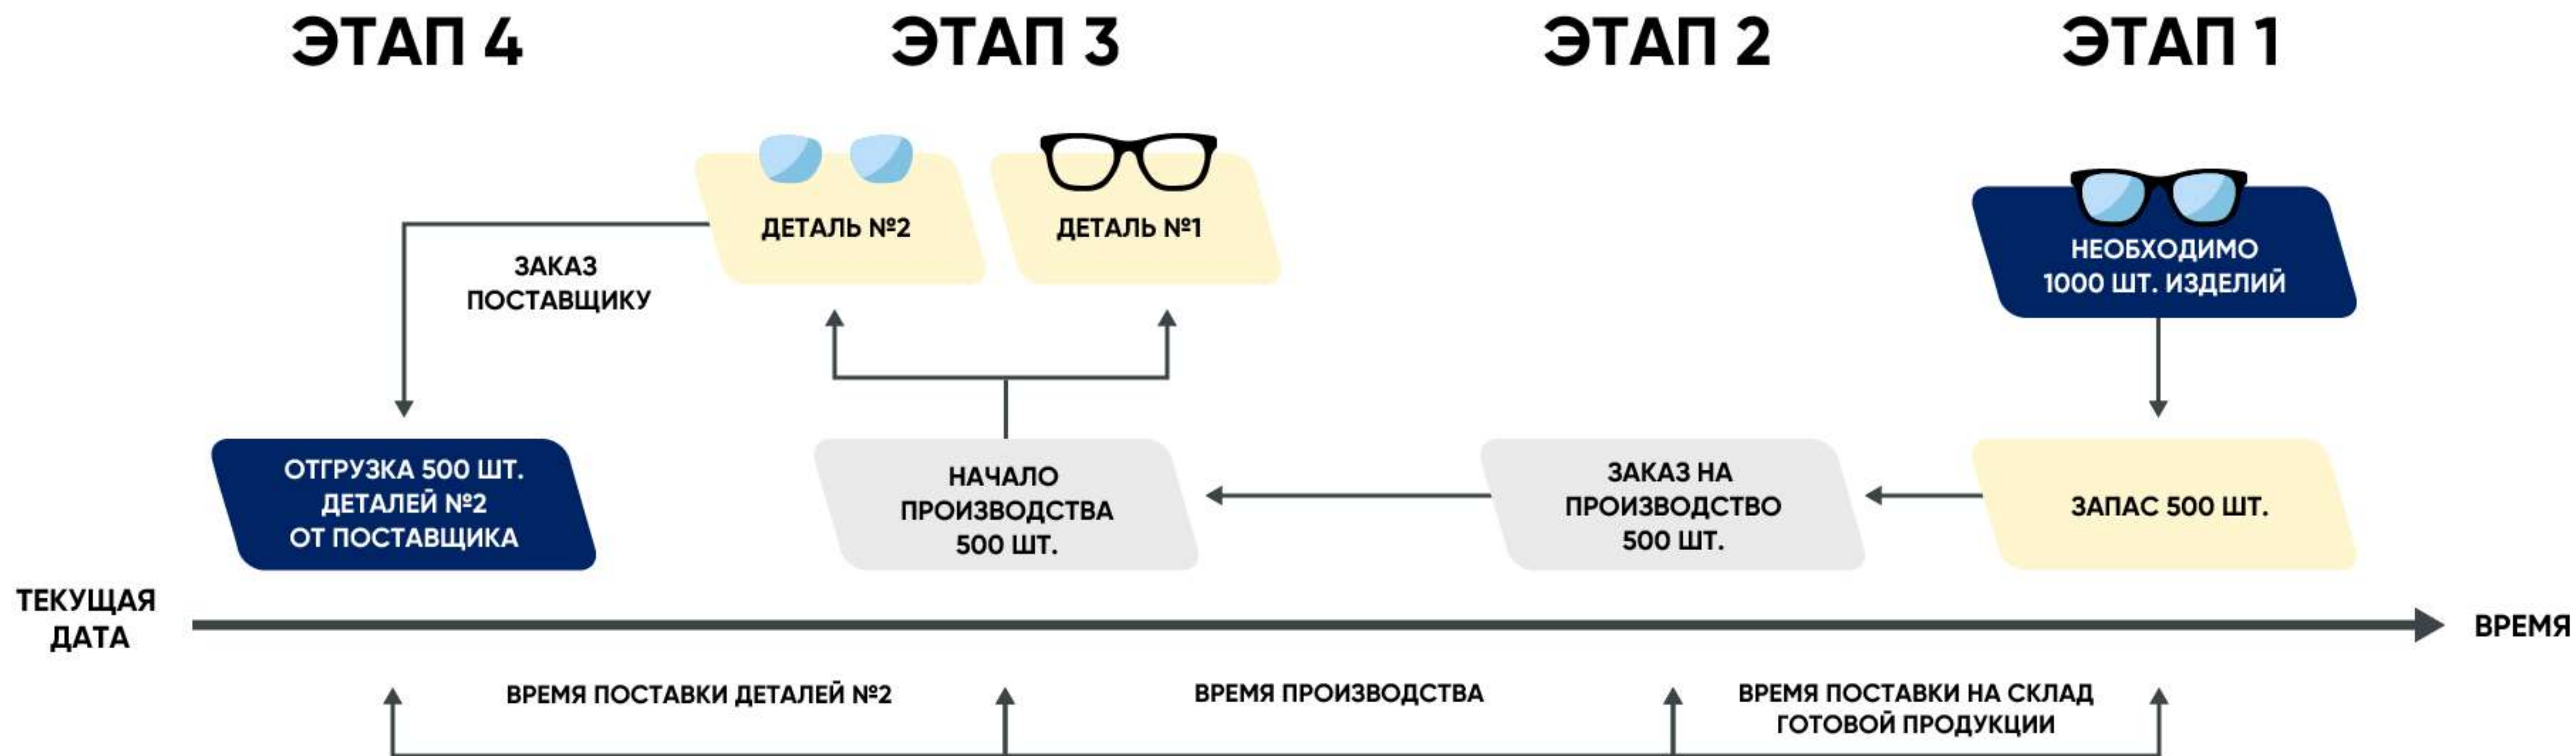 ЭТАП 4
ЭТАП 3
ЭТАП 2
ЭТАП 1
ДЕТАЛЬ №2
ДЕТАЛЬ №1
НЕОБХОДИМО
1000 ШТ. ИЗДЕЛИЙ
ЗАКАЗ
ПОСТАВЩИКУ
ОТГРУЗКА 500 ШТ.
ДЕТАЛЕЙ №2
ОТ ПОСТАВЩИКА
НАЧАЛО
ПРОИЗВОДСТВА
500 ШТ.
ЗАКАЗ НА
ПРОИЗВОДСТВО
500 ШТ.
ЗАПАС 500 ШТ.
ТЕКУЩАЯ
ДАТА
ВРЕМЯ
ВРЕМЯ ПОСТАВКИ ДЕТАЛЕЙ №2
ВРЕМЯ ПРОИЗВОДСТВА
ВРЕМЯ ПОСТАВКИ НА СКЛАД
ГОТОВОЙ ПРОДУКЦИИ